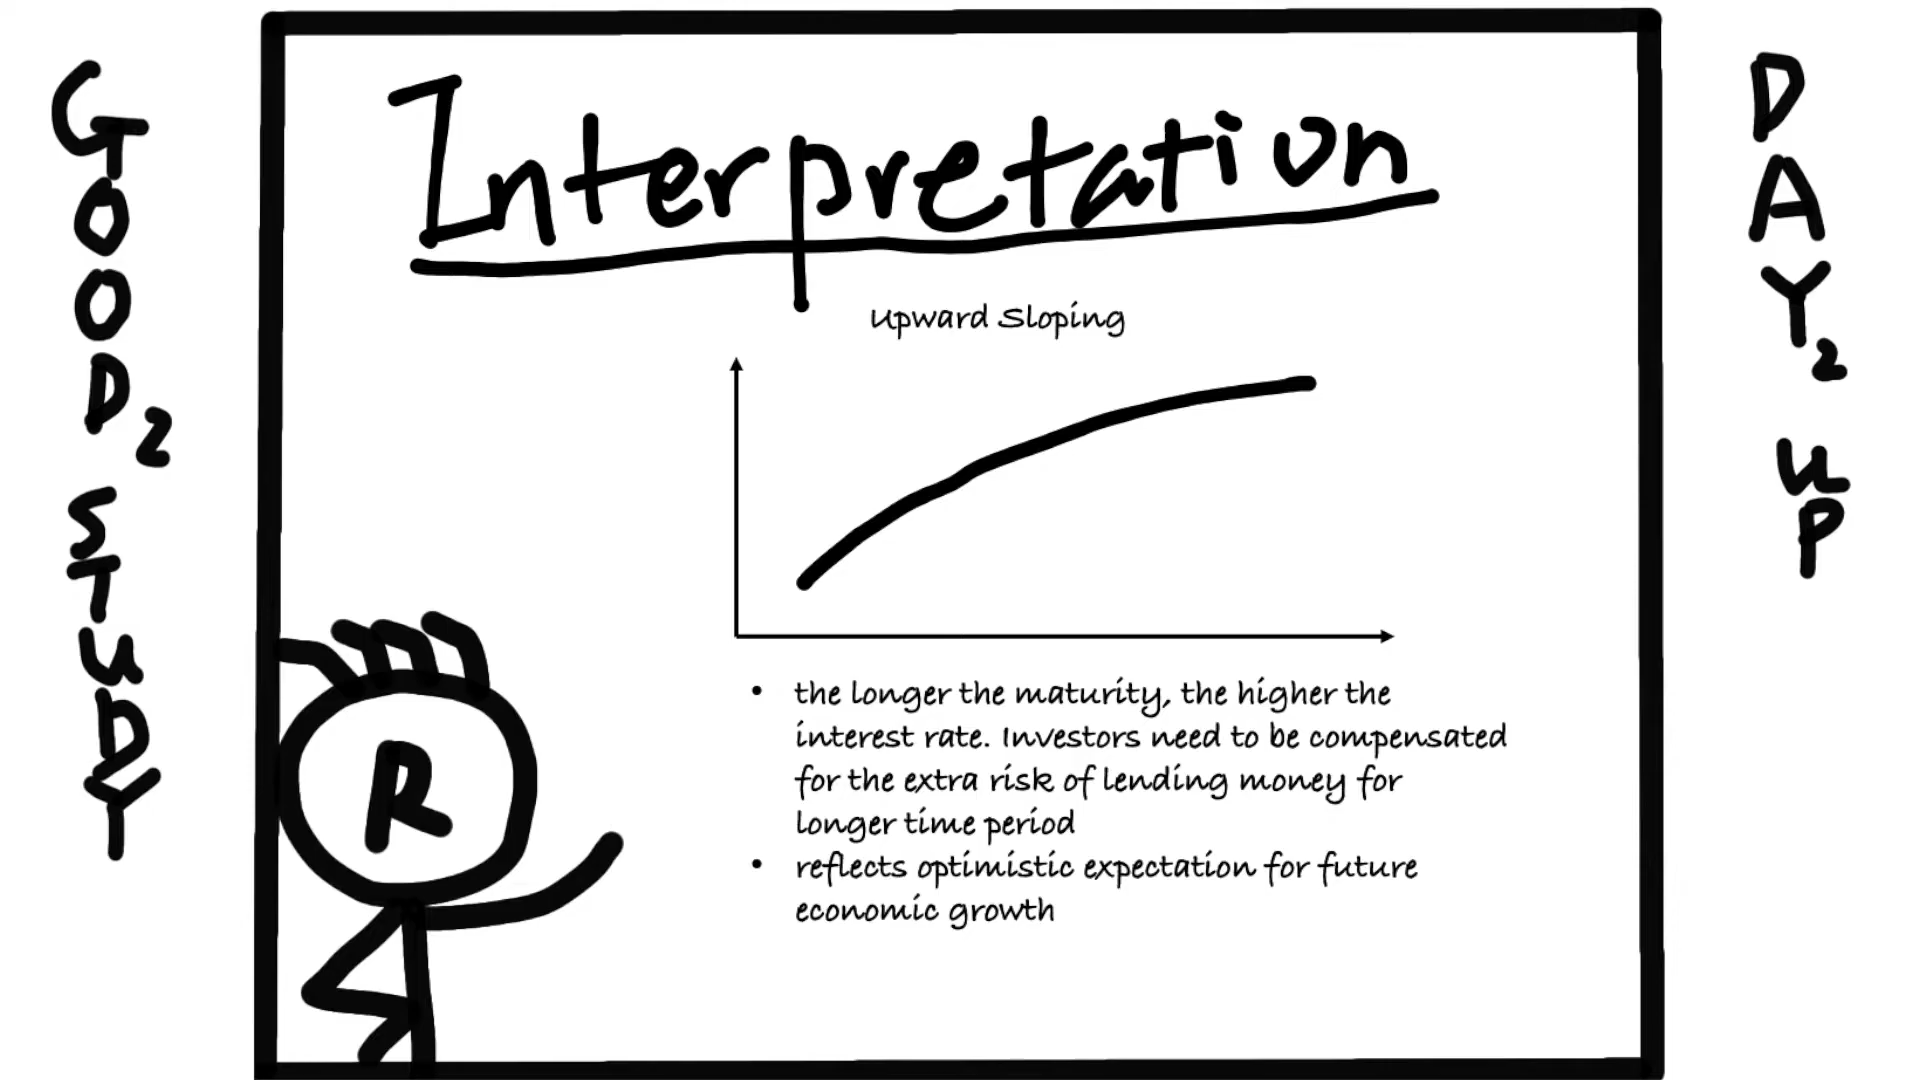 GOOD2 STUDY
Interpretation
Upward Sloping
• the longer the maturity, the higher the
interest rate. Investors need to be compensated
for the extra risk of lending money for
longer time period
• reflects optimistic expectation for future
economic growth
R
DAY2 UP